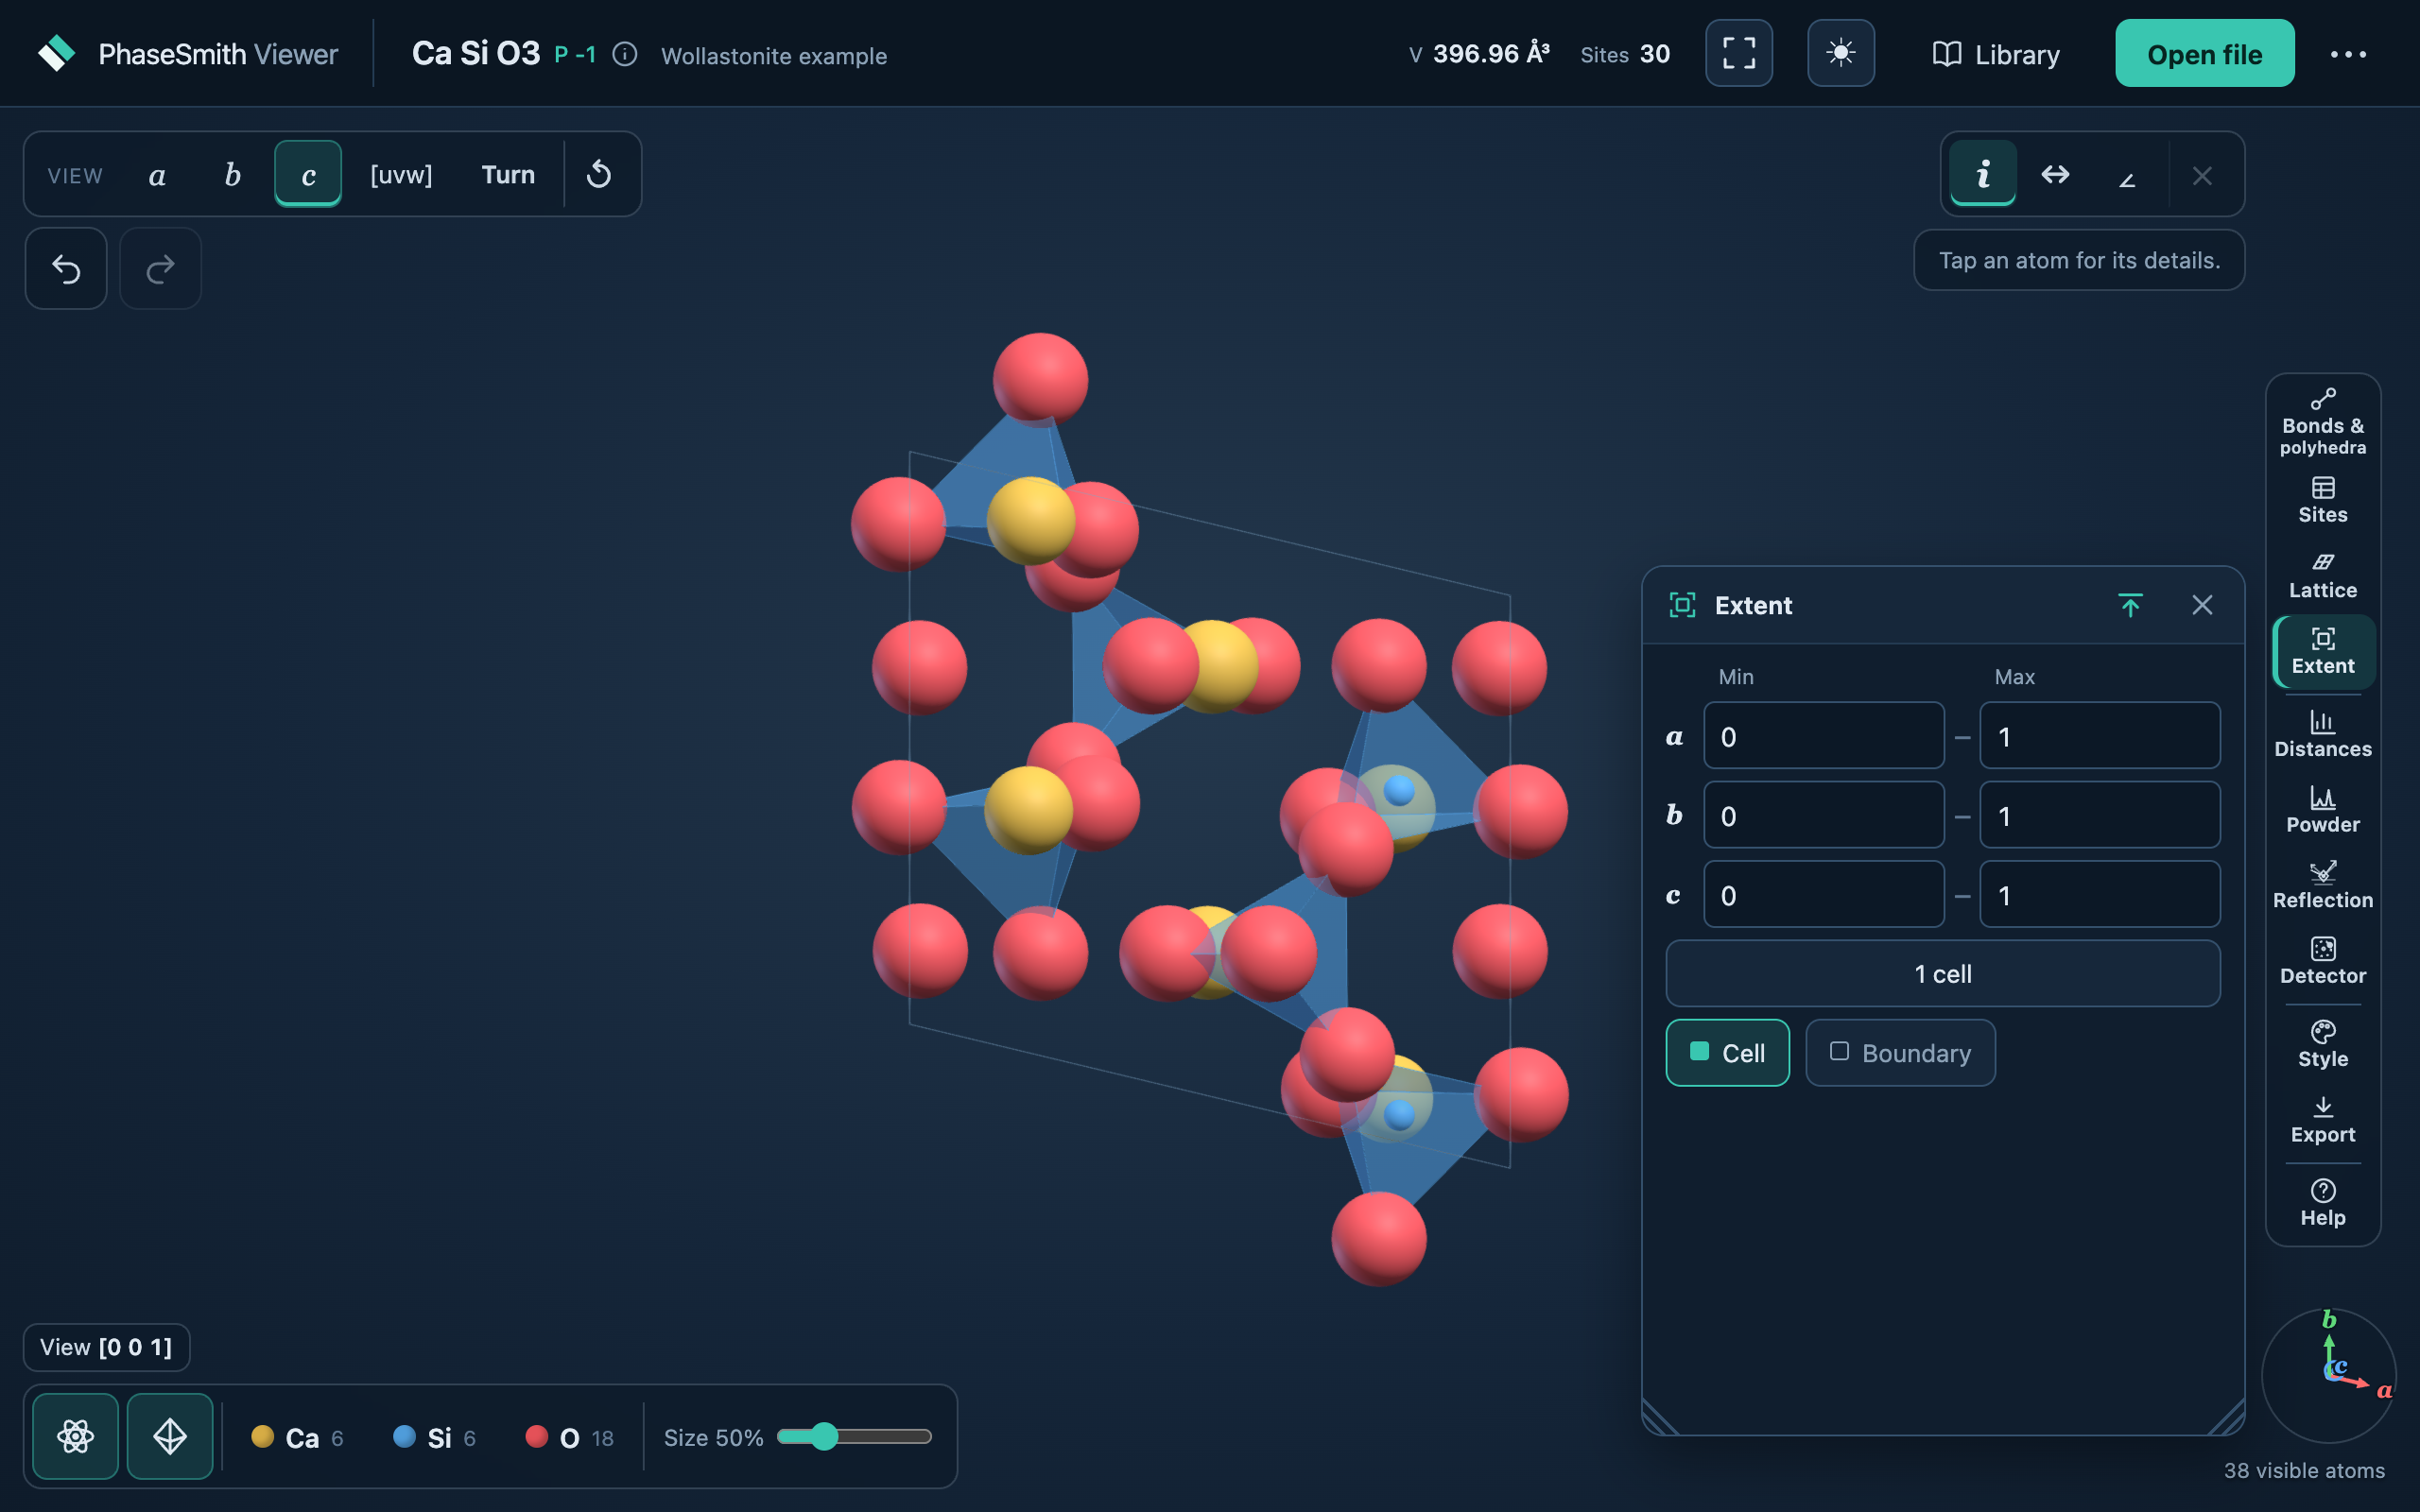 PhaseSmith Viewer
Ca Si O3 P -1 Wollastonite example
V 396.96 Å³ Sites 30
Library
Open file
VIEW a b c [uvw] Turn
i
Tap an atom for its details.
Bonds &
polyhedra
Sites
Lattice
Extent
Distances
Powder
Reflection
Detector
Style
Export
Help
Extent
Min Max
a 0 – 1
b 0 – 1
c 0 – 1
1 cell
Cell Boundary
View [0 0 1]
Ca 6 Si 6 O 18 Size 50%
b
c
a
38 visible atoms